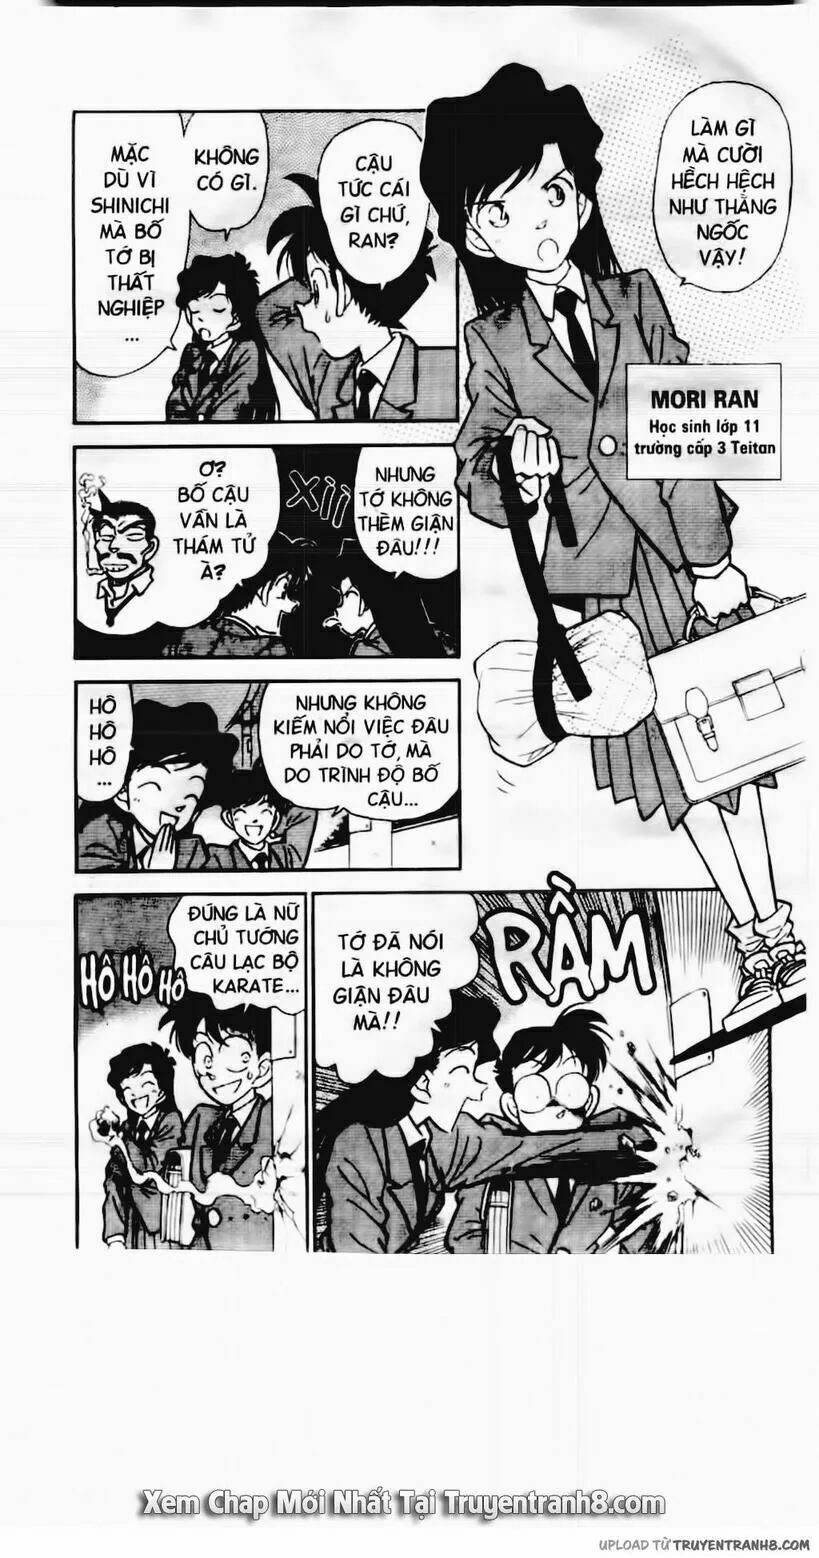 LÀM GÌ
MÀ CƯỜI
HỀCH HỆCH
NHƯ THẰNG
NGỐC
VẬY!
MORI RAN
Học sinh lớp 11
trường cấp 3 Teitan
CẬU
TỨC CÁI
GÌ CHỨ,
RAN?
KHÔNG
CÓ GÌ.
MẶC
DÙ VÌ
SHINICHI
MÀ BỐ
TỚ BỊ
THẤT
NGHIỆP
...
NHƯNG
TỚ KHÔNG
THÈM GIẬN
ĐÂU!!!
XÍÍ
Ơ?
BỐ CẬU
VẪN LÀ
THÁM TỬ
À?
NHƯNG KHÔNG
KIẾM NỔI VIỆC ĐÂU
PHẢI DO TỚ, MÀ
DO TRÌNH ĐỘ BỐ
CẬU...
HÔ
HÔ
HÔ
...
TỚ ĐÃ NÓI
LÀ KHÔNG
GIẬN ĐÂU
MÀ!!
RẦM
ĐÚNG LÀ NỮ
CHỦ TƯỚNG
CÂU LẠC BỘ
KARATE...
HÔ HÔ HÔ
Xem Chap Mới Nhất Tại Truyentranh8.com
UPLOAD TỪ TRUYENTRANH8.COM